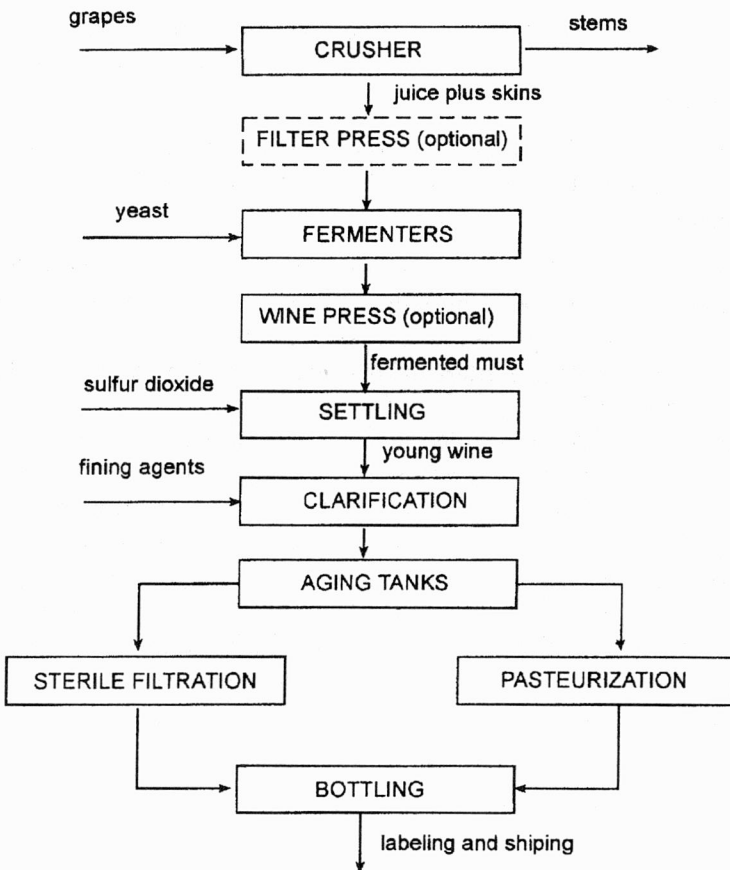 grapes
stems
CRUSHER
juice plus skins
FILTER PRESS (optional)
yeast
FERMENTERS
WINE PRESS (optional)
fermented must
sulfur dioxide
SETTLING
young wine
fining agents
CLARIFICATION
AGING TANKS
STERILE FILTRATION
PASTEURIZATION
BOTTLING
labeling and shiping